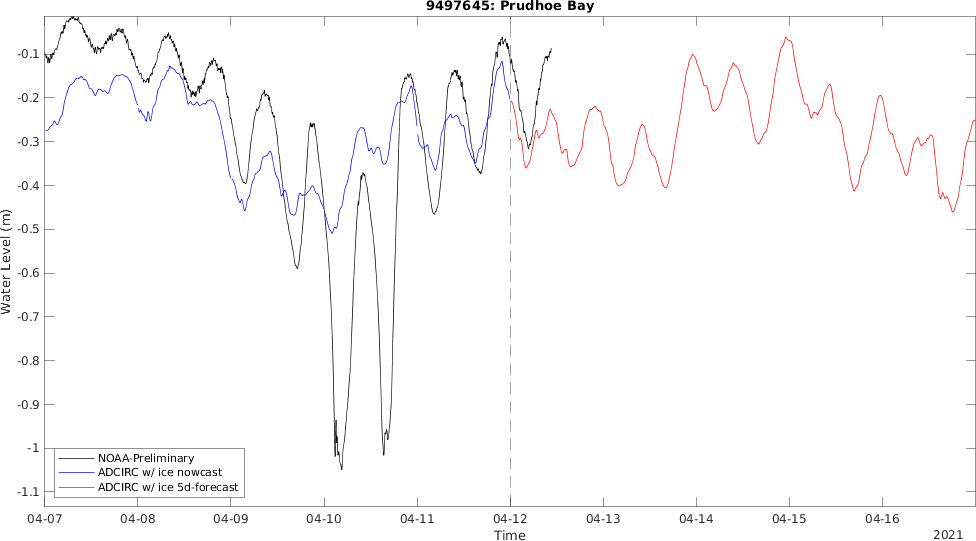 9497645: Prudhoe Bay
-0.1
-0.2
-0.3
-0.4
-0.5
-0.6
-0.7
-0.8
-0.9
-1
-1.1
Water Level (m)
NOAA-Preliminary
ADCIRC w/ ice nowcast
ADCIRC w/ ice 5d-forecast
04-07 04-08 04-09 04-10 04-11 04-12 04-13 04-14 04-15 04-16
Time
2021